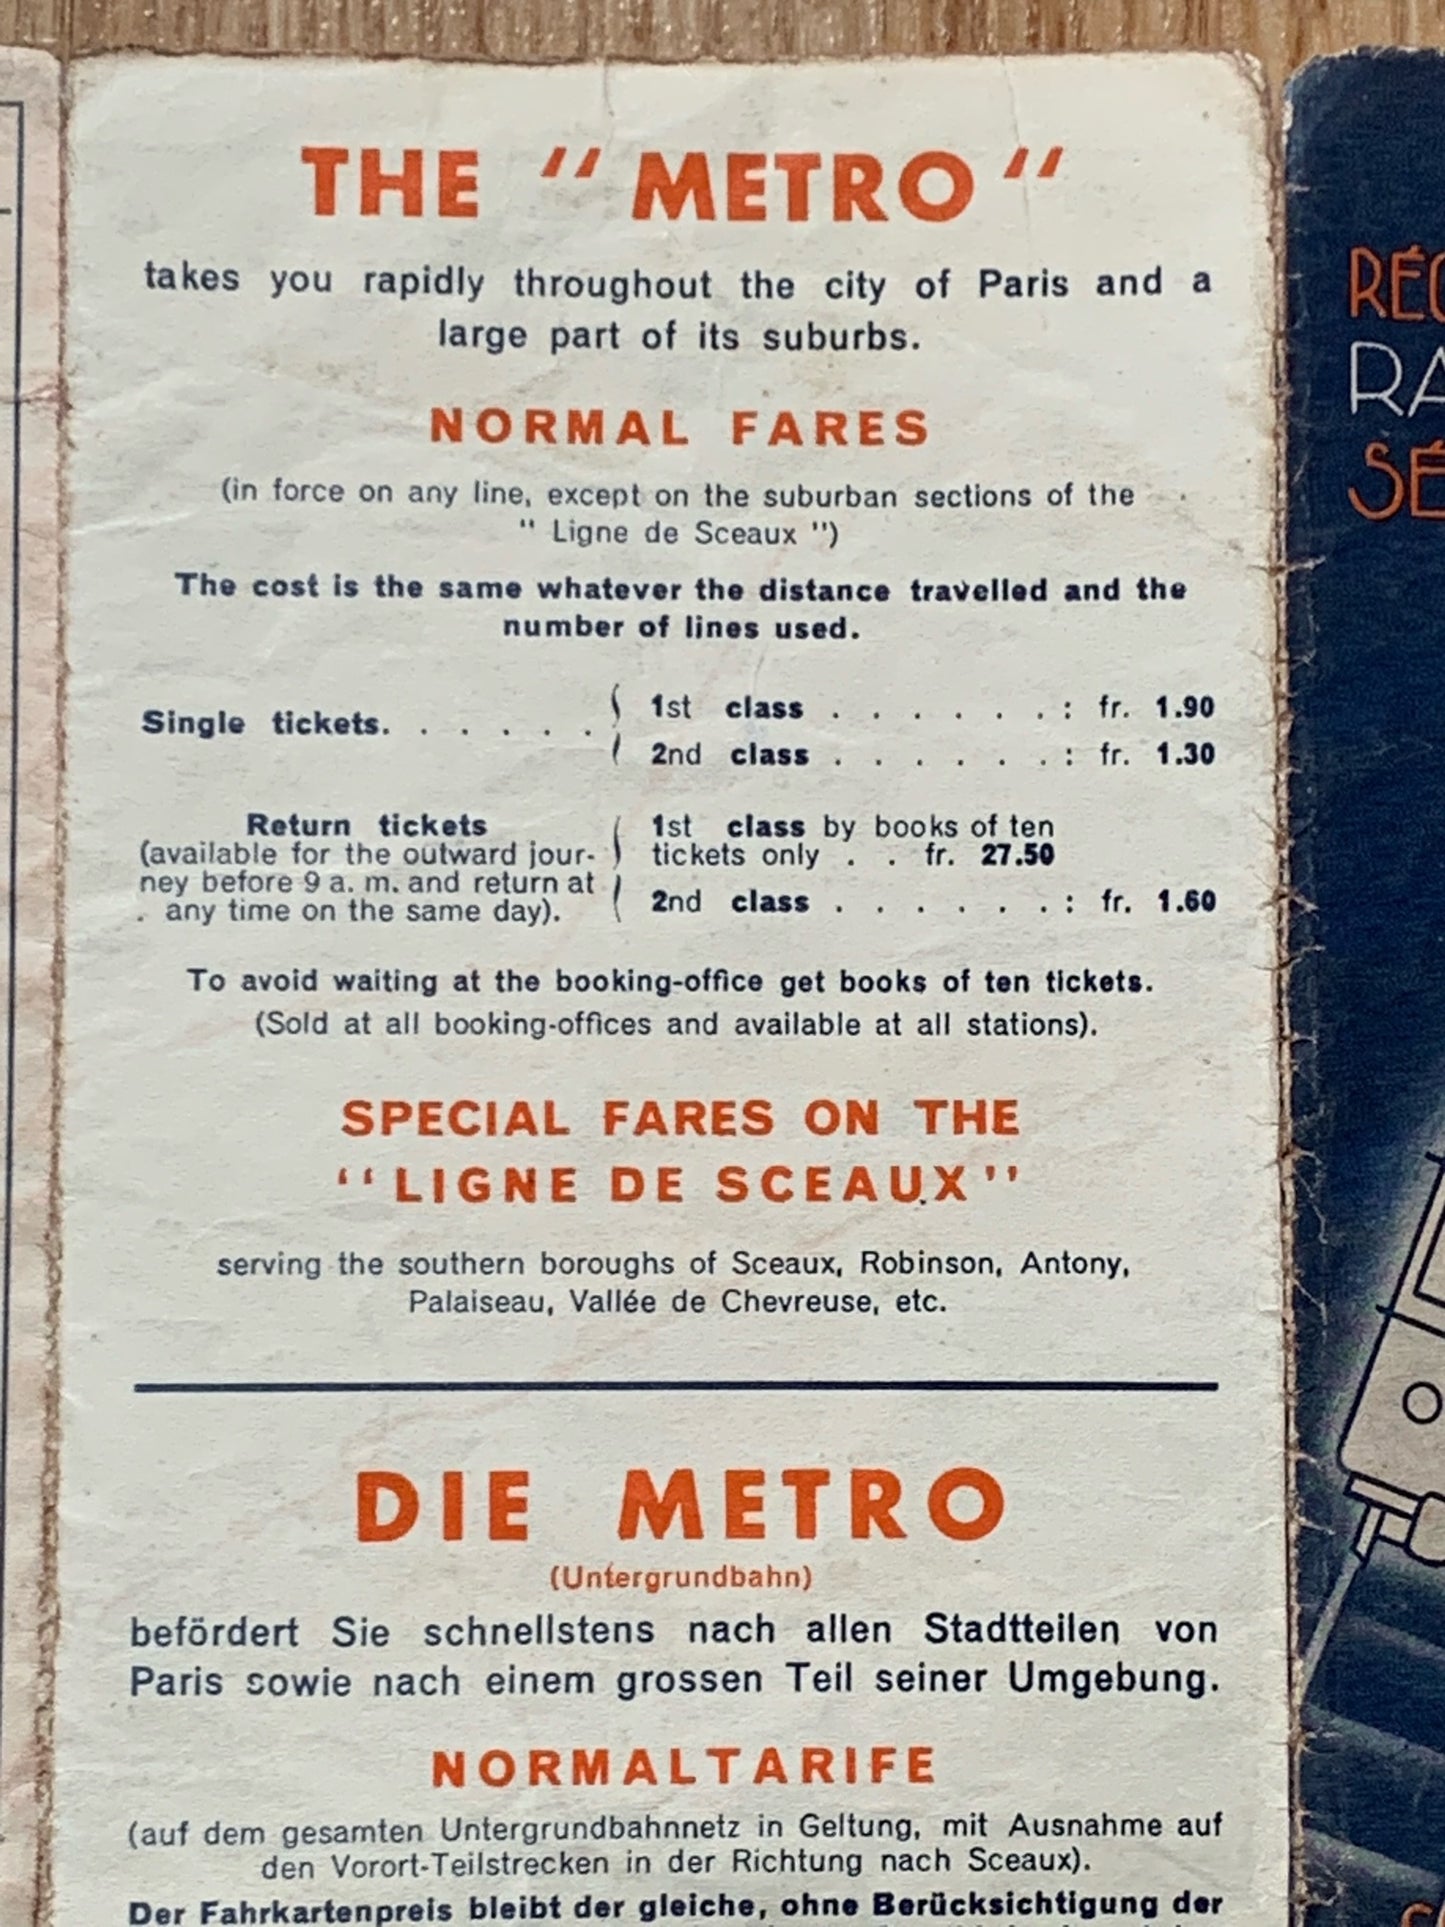 THE " METRO "
takes you rapidly throughout the city of Paris and a
large part of its suburbs.
NORMAL FARES
(in force on any line, except on the suburban sections of the
" Ligne de Sceaux ")
The cost is the same whatever the distance travelled and the
number of lines used.
Single tickets. . . . . .
1st class . . . . . . : fr. 1.90
2nd class . . . . . . : fr. 1.30
Return tickets
(available for the outward jour-
ney before 9 a. m. and return at
. any time on the same day).
1st class by books of ten
tickets only . . fr. 27.50
2nd class . . . . . . : fr. 1.60
To avoid waiting at the booking-office get books of ten tickets.
(Sold at all booking-offices and available at all stations).
SPECIAL FARES ON THE
"LIGNE DE SCEAUX"
serving the southern boroughs of Sceaux, Robinson, Antony,
Palaiseau, Vallée de Chevreuse, etc.
DIE METRO
(Untergrundbahn)
befördert Sie schnellstens nach allen Stadtteilen von
Paris sowie nach einem grossen Teil seiner Umgebung.
NORMALTARIFE
(auf dem gesamten Untergrundbahnnetz in Geltung, mit Ausnahme auf
den Vorort-Teilstrecken in der Richtung nach Sceaux).
Der Fahrkartenpreis bleibt der gleiche, ohne Berücksichtigung der
RÉG
RA
SÉ